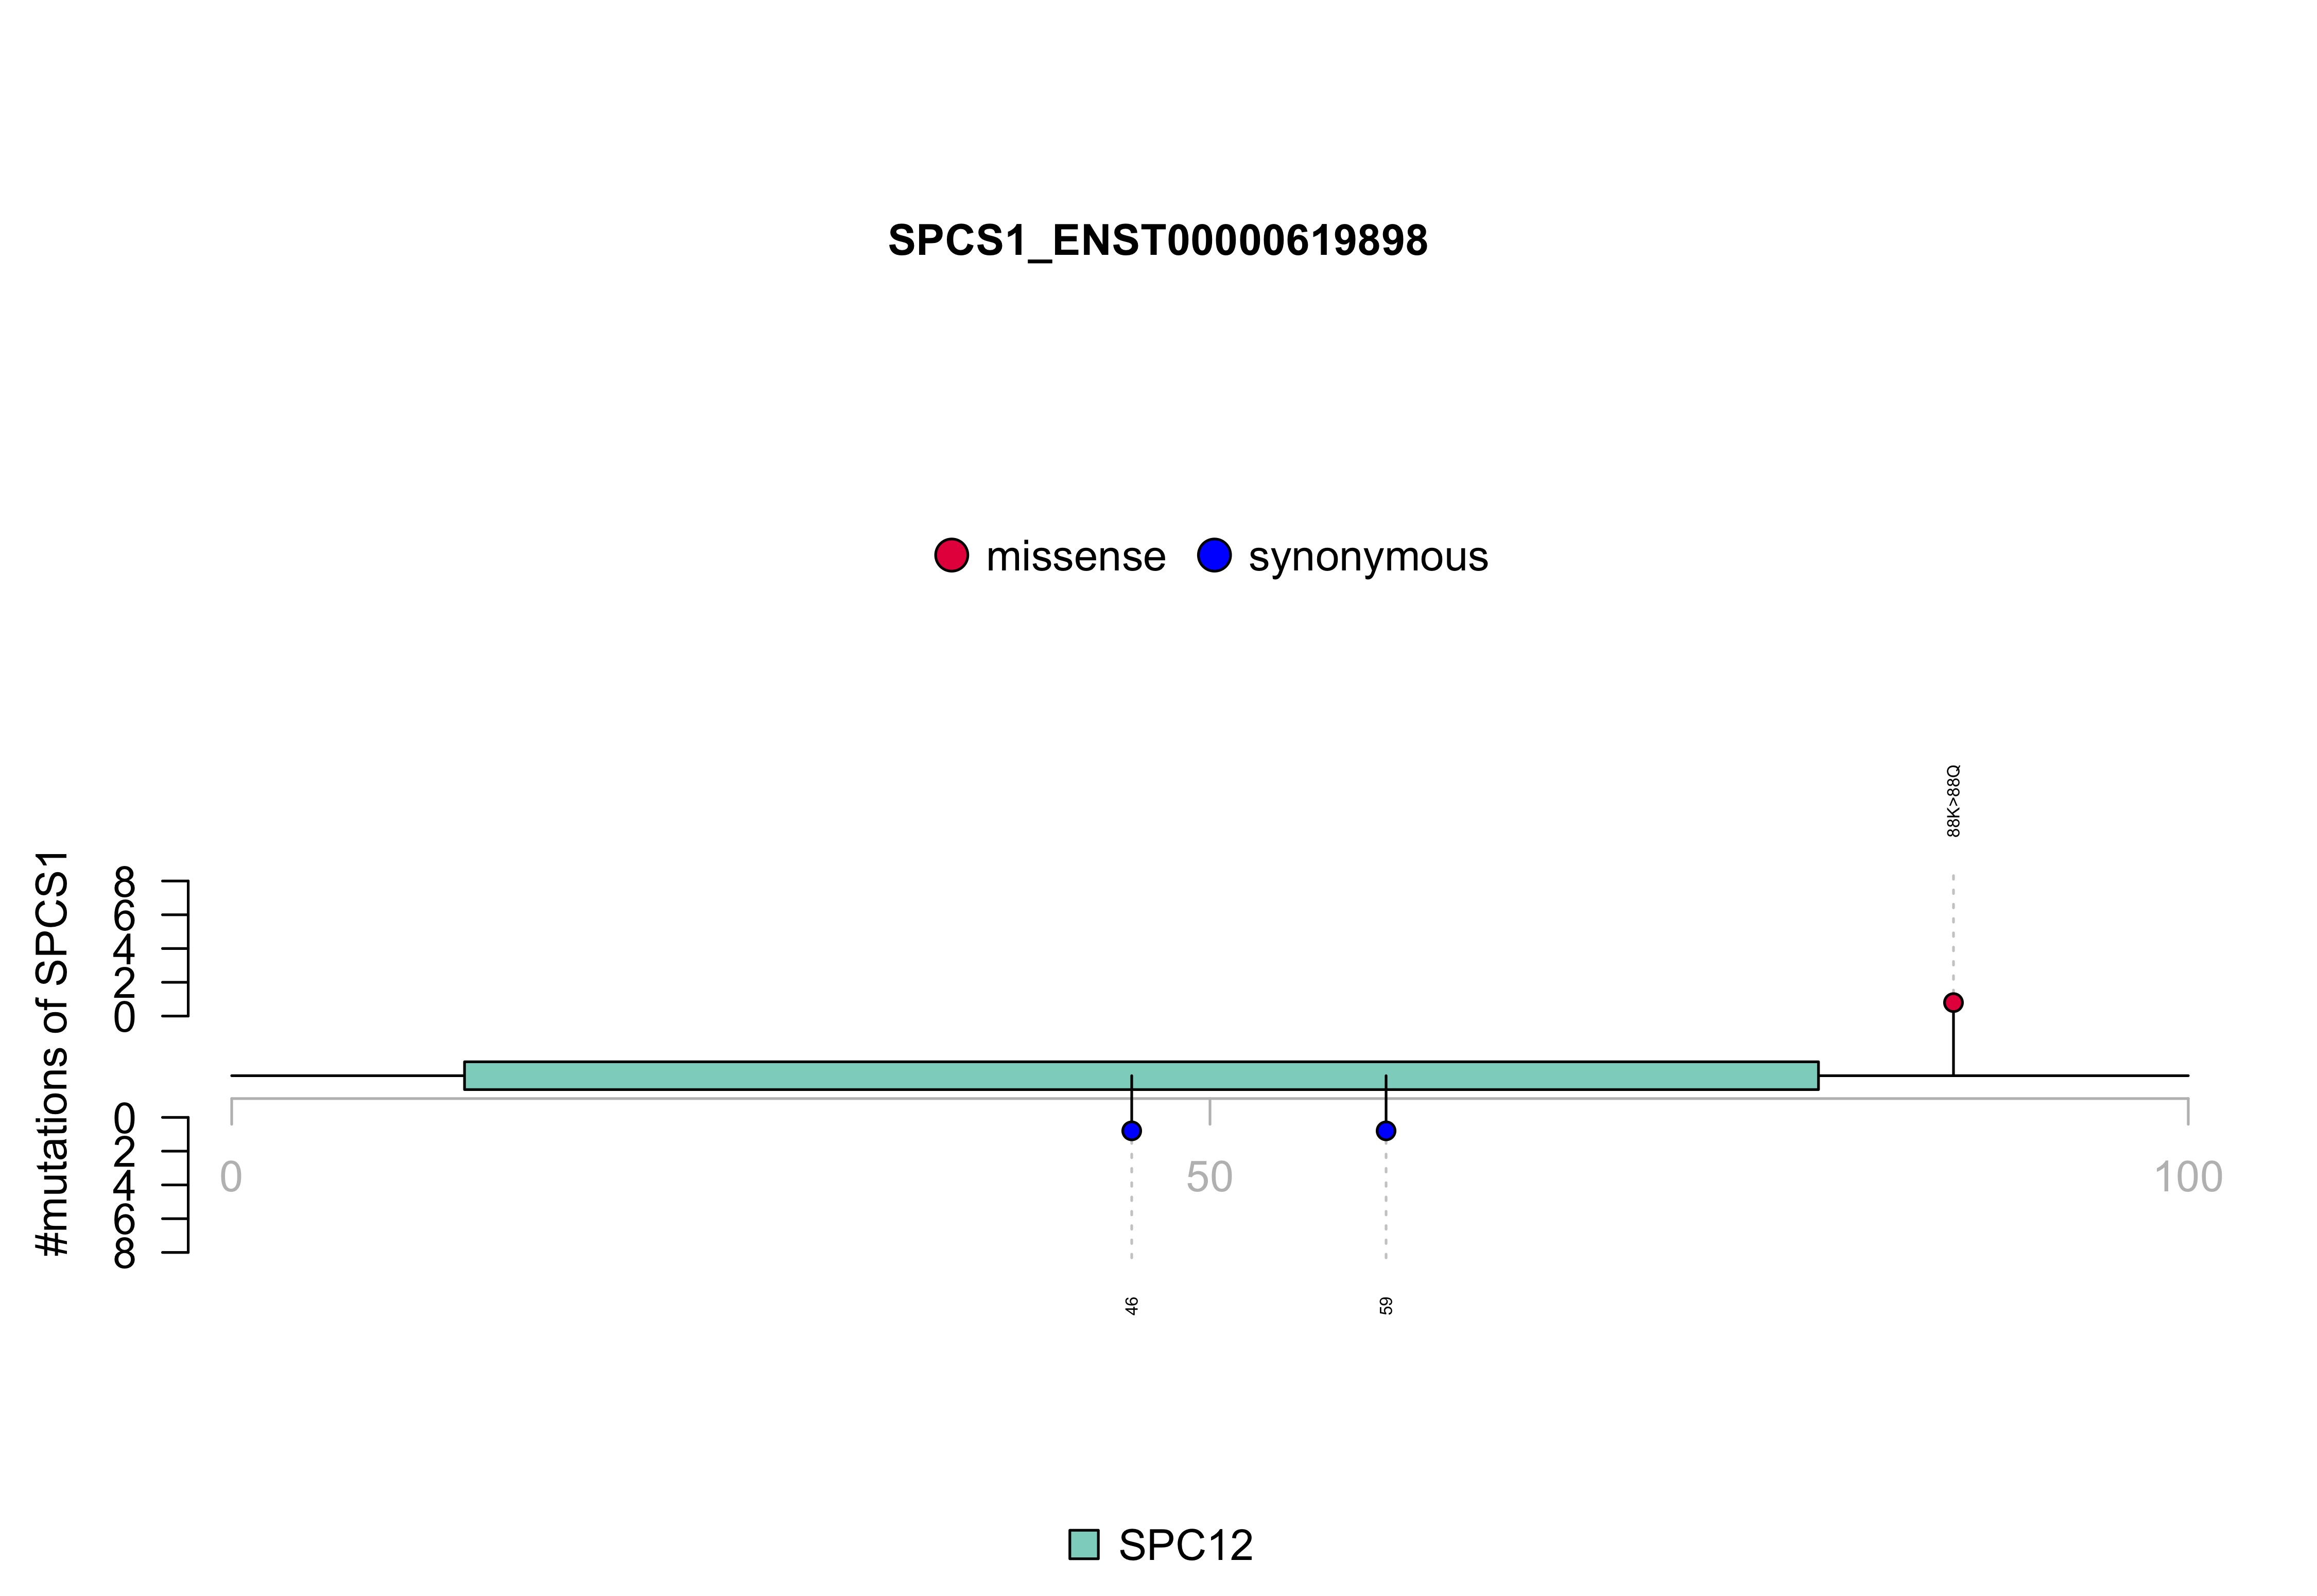 SPCS1_ENST00000619898
missense synonymous
88K>88Q
#mutations of SPCS1
8
6
4
2
0
0
2
4
6
8
0 50 100
46 59
SPC12